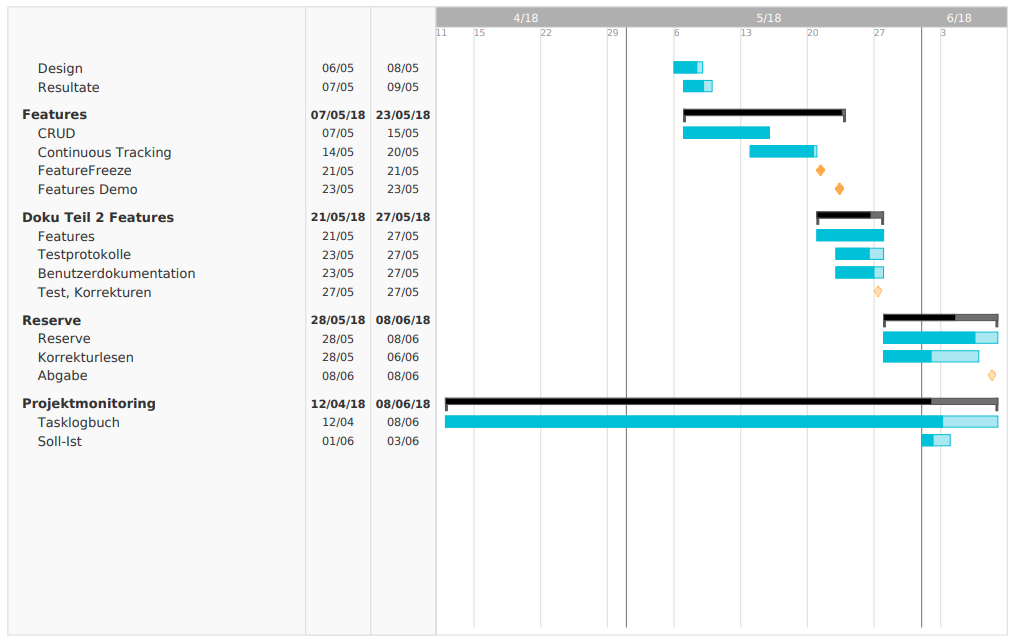 4/18 5/18 6/18
11 15 22 29 6 13 20 27 3
Design 06/05 08/05
Resultate 07/05 09/05
Features 07/05/18 23/05/18
CRUD 07/05 15/05
Continuous Tracking 14/05 20/05
FeatureFreeze 21/05 21/05
Features Demo 23/05 23/05
Doku Teil 2 Features 21/05/18 27/05/18
Features 21/05 27/05
Testprotokolle 23/05 27/05
Benutzerdokumentation 23/05 27/05
Test, Korrekturen 27/05 27/05
Reserve 28/05/18 08/06/18
Reserve 28/05 08/06
Korrekturlesen 28/05 06/06
Abgabe 08/06 08/06
Projektmonitoring 12/04/18 08/06/18
Tasklogbuch 12/04 08/06
Soll-Ist 01/06 03/06